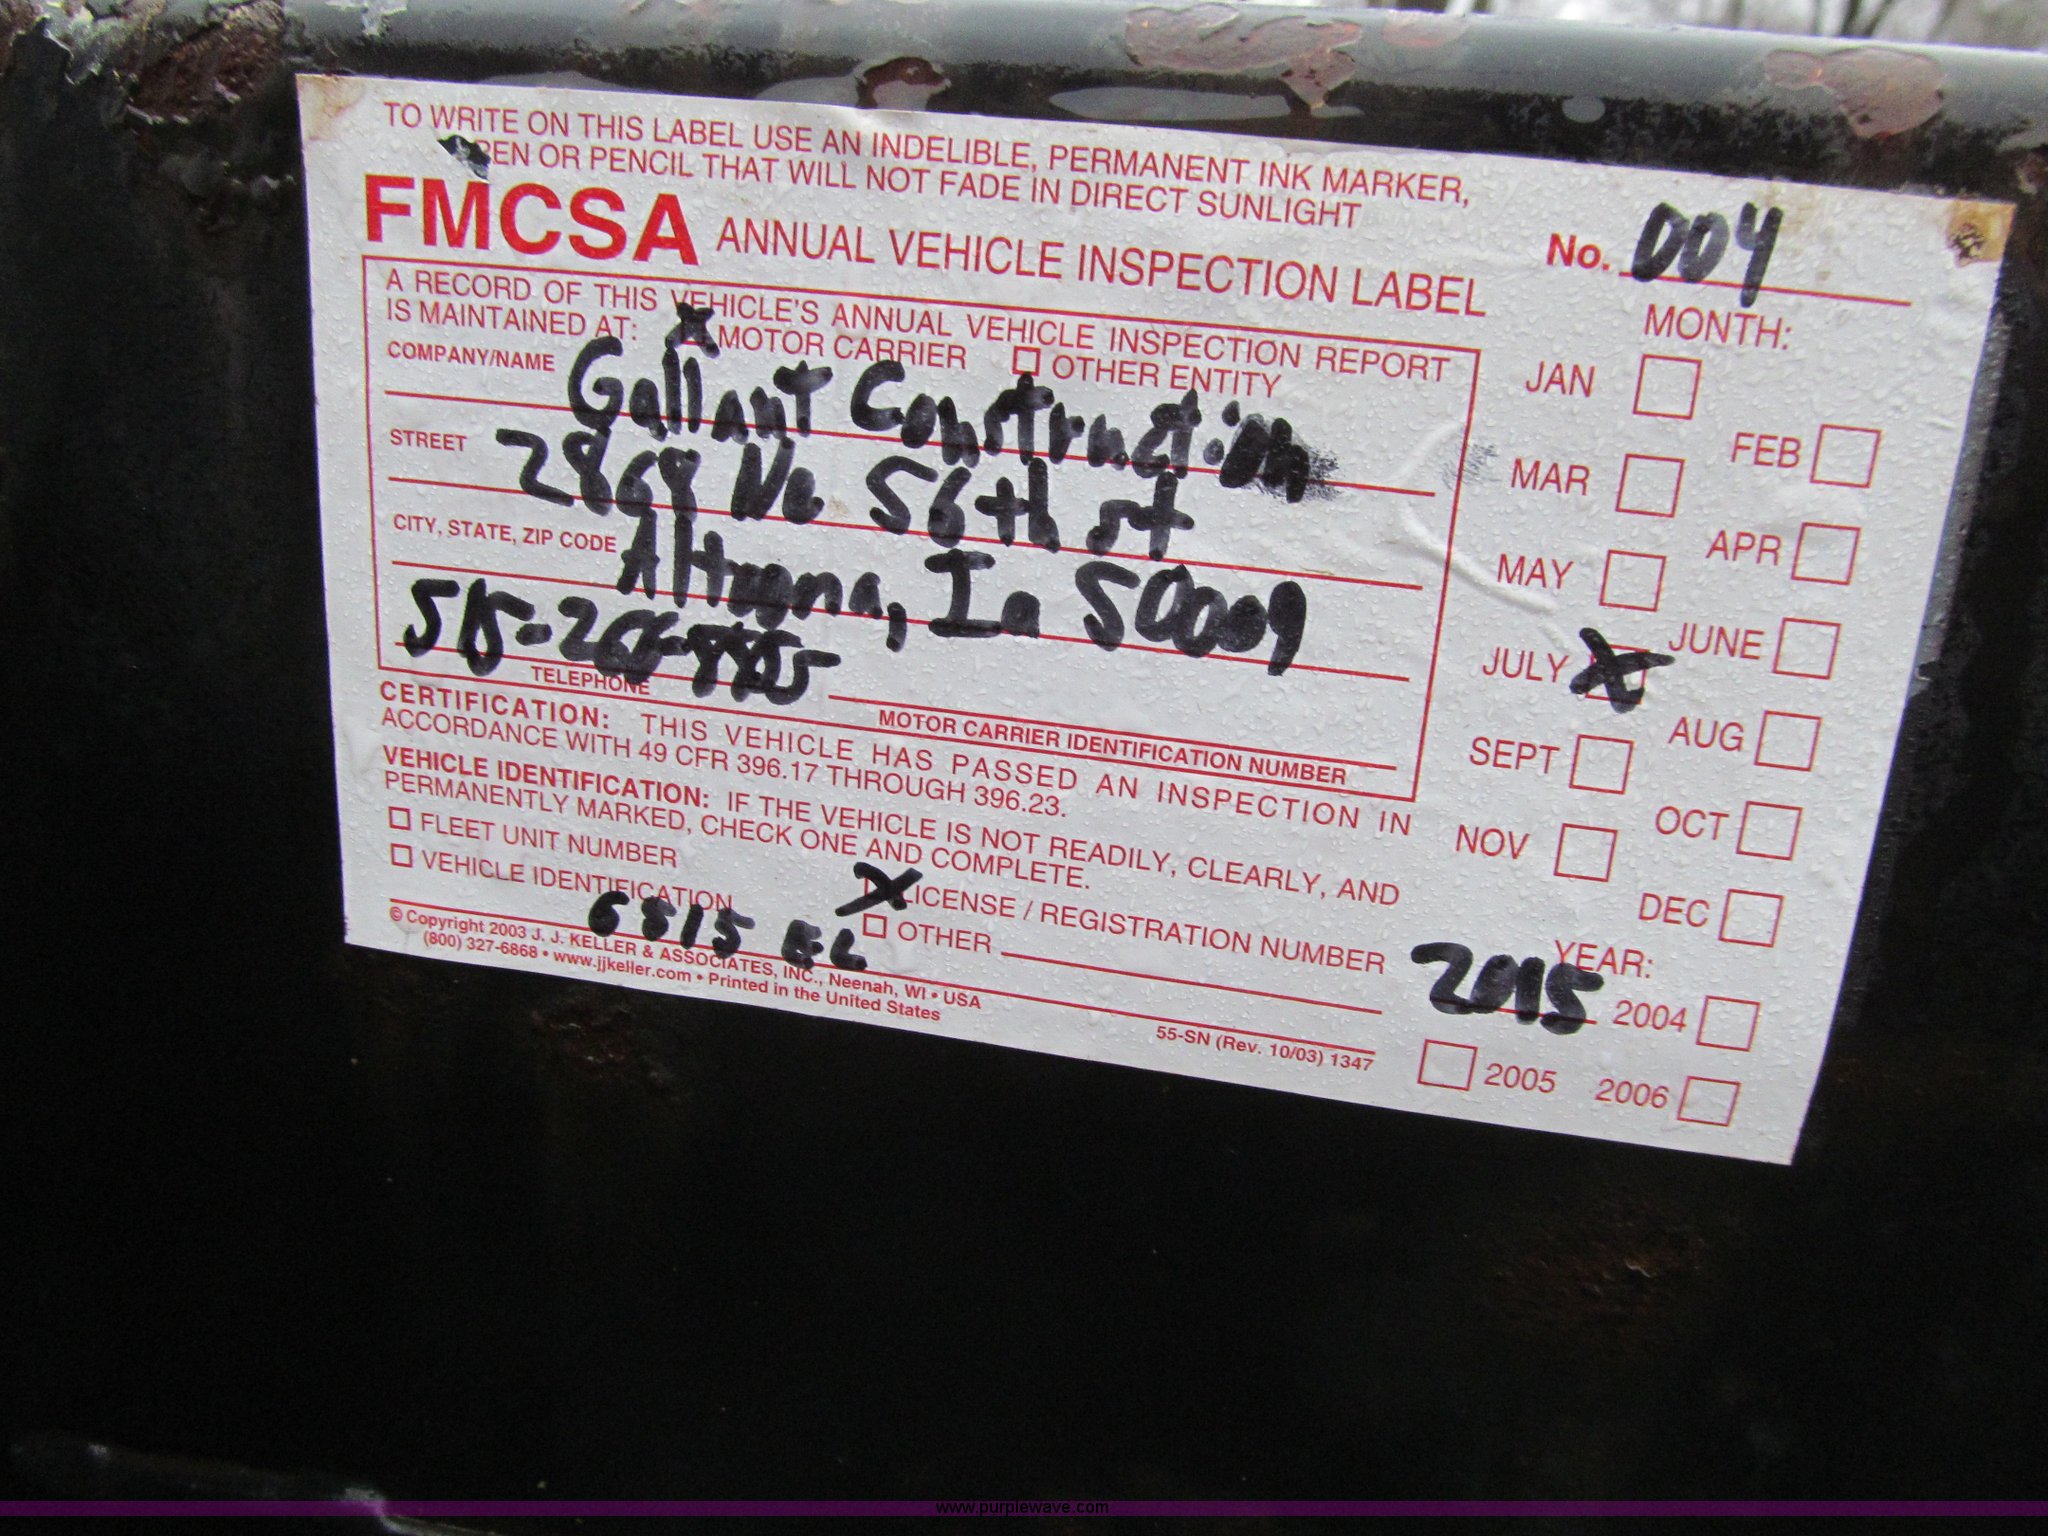 TO WRITE ON THIS LABEL USE AN INDELIBLE, PERMANENT INK MARKER,
PEN OR PENCIL THAT WILL NOT FADE IN DIRECT SUNLIGHT
FMCSA ANNUAL VEHICLE INSPECTION LABEL
No. 004
A RECORD OF THIS VEHICLE'S ANNUAL VEHICLE INSPECTION REPORT
IS MAINTAINED AT: X MOTOR CARRIER OTHER ENTITY
COMPANY/NAME Gallant Construction
STREET 2868 Ne 56th st
CITY, STATE, ZIP CODE Altoona, Ia 50009
515-266-
TELEPHONE
MOTOR CARRIER IDENTIFICATION NUMBER
CERTIFICATION: THIS VEHICLE HAS PASSED AN INSPECTION IN
ACCORDANCE WITH 49 CFR 396.17 THROUGH 396.23.
VEHICLE IDENTIFICATION: IF THE VEHICLE IS NOT READILY, CLEARLY, AND
PERMANENTLY MARKED, CHECK ONE AND COMPLETE.
FLEET UNIT NUMBER X LICENSE / REGISTRATION NUMBER
VEHICLE IDENTIFICATION OTHER
6815 EL
© Copyright 2003 J. J. KELLER & ASSOCIATES, INC., Neenah, WI • USA
(800) 327-6868 • www.jjkeller.com • Printed in the United States
55-SN (Rev. 10/03) 1347
MONTH:
JAN
FEB
MAR
APR
MAY
JUNE
JULY X
AUG
SEPT
OCT
NOV
DEC
YEAR:
2015 2004
2005 2006
www.purplewave.com